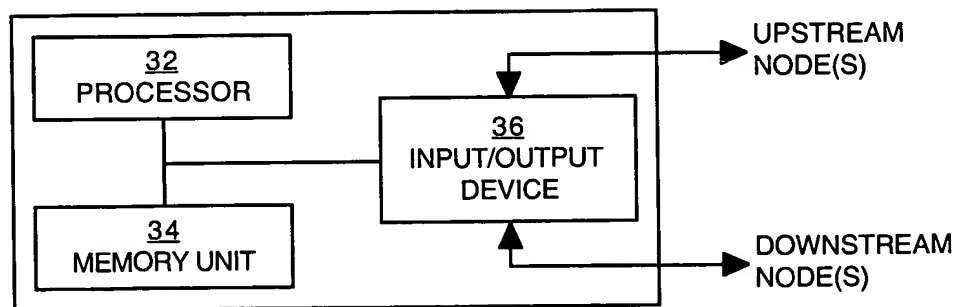 32
PROCESSOR
34
MEMORY UNIT
36
INPUT/OUTPUT
DEVICE
UPSTREAM
NODE(S)
DOWNSTREAM
NODE(S)